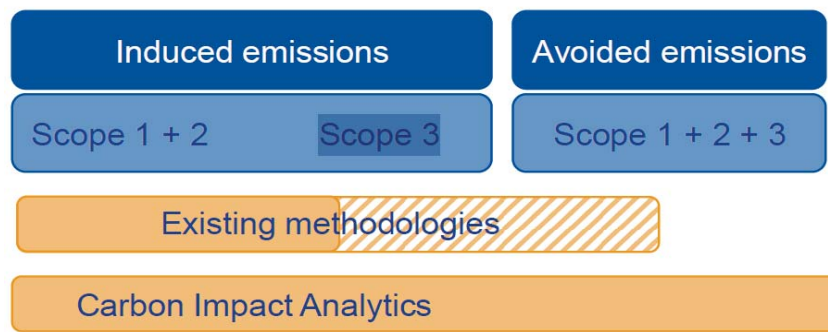 Induced emissions
Avoided emissions
Scope 1 + 2
Scope 3
Scope 1 + 2 + 3
Existing methodologies
Carbon Impact Analytics